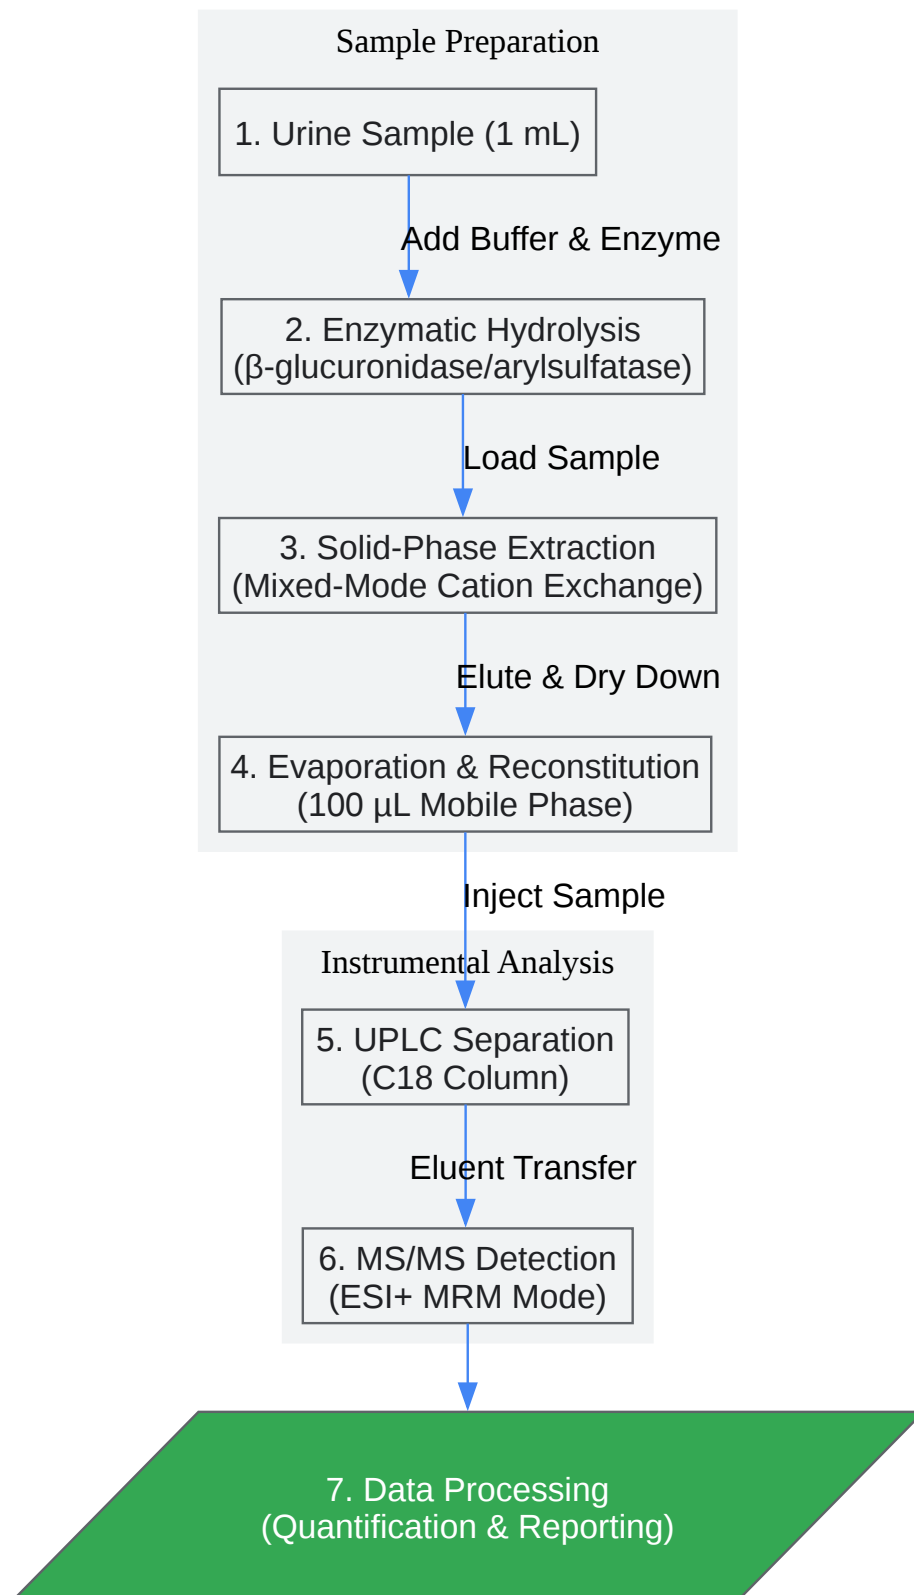 Sample Preparation
1. Urine Sample (1 mL)
Add Buffer & Enzyme
2. Enzymatic Hydrolysis
(β-glucuronidase/arylsulfatase)
Load Sample
3. Solid-Phase Extraction
(Mixed-Mode Cation Exchange)
Elute & Dry Down
4. Evaporation & Reconstitution
(100 µL Mobile Phase)
Inject Sample
Instrumental Analysis
5. UPLC Separation
(C18 Column)
Eluent Transfer
6. MS/MS Detection
(ESI+ MRM Mode)
7. Data Processing
(Quantification & Reporting)